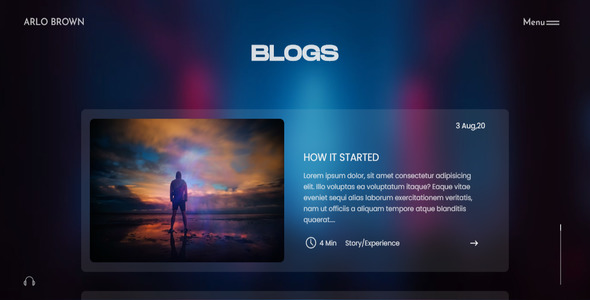 ARLO BROWN
Menu
BLOGS
3 Aug,20
HOW IT STARTED
Lorem ipsum dolor, sit amet consectetur adipisicing
elit. Illo voluptas ea voluptatum itaque? Eaque vitae
eveniet sequi alias laborum exercitationem veritatis,
nam ut officiis a aliquam tempore atque blanditiis
quaerat...
4 Min Story/Experience